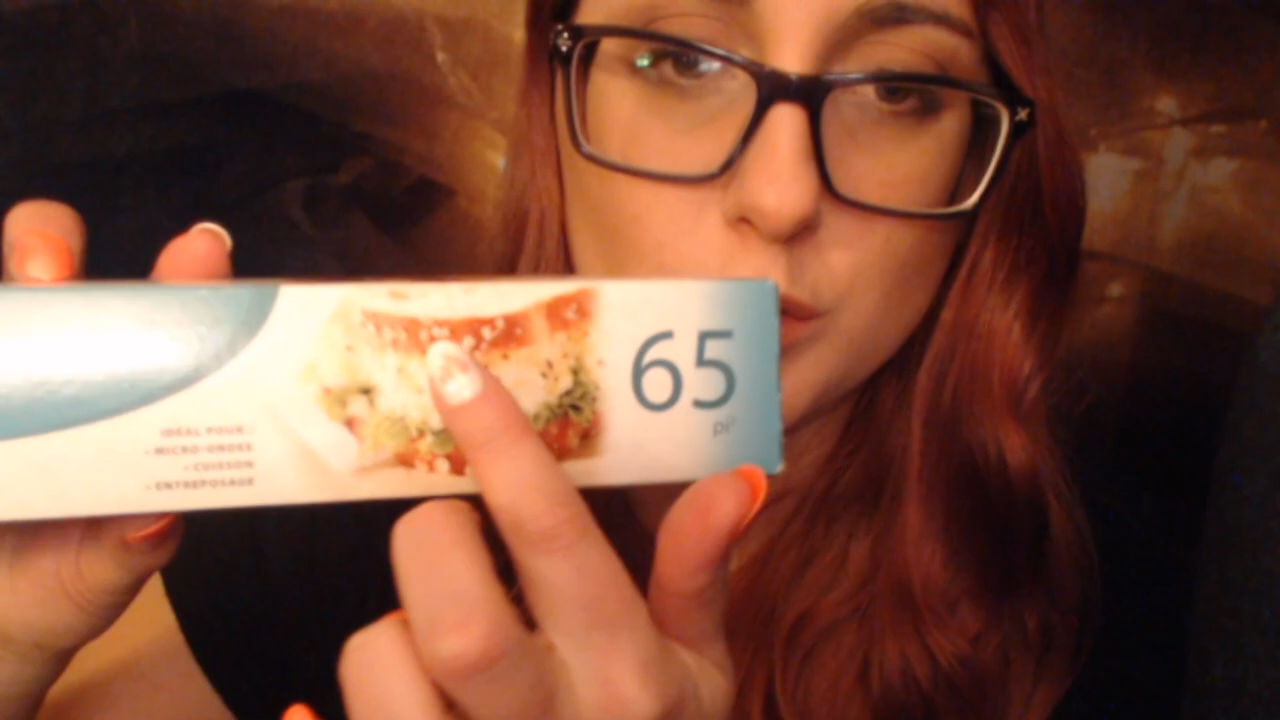 IDÉAL POUR :
• MICRO-ONDES
• CUISSON
• ENTREPOSAGE
65
pi²